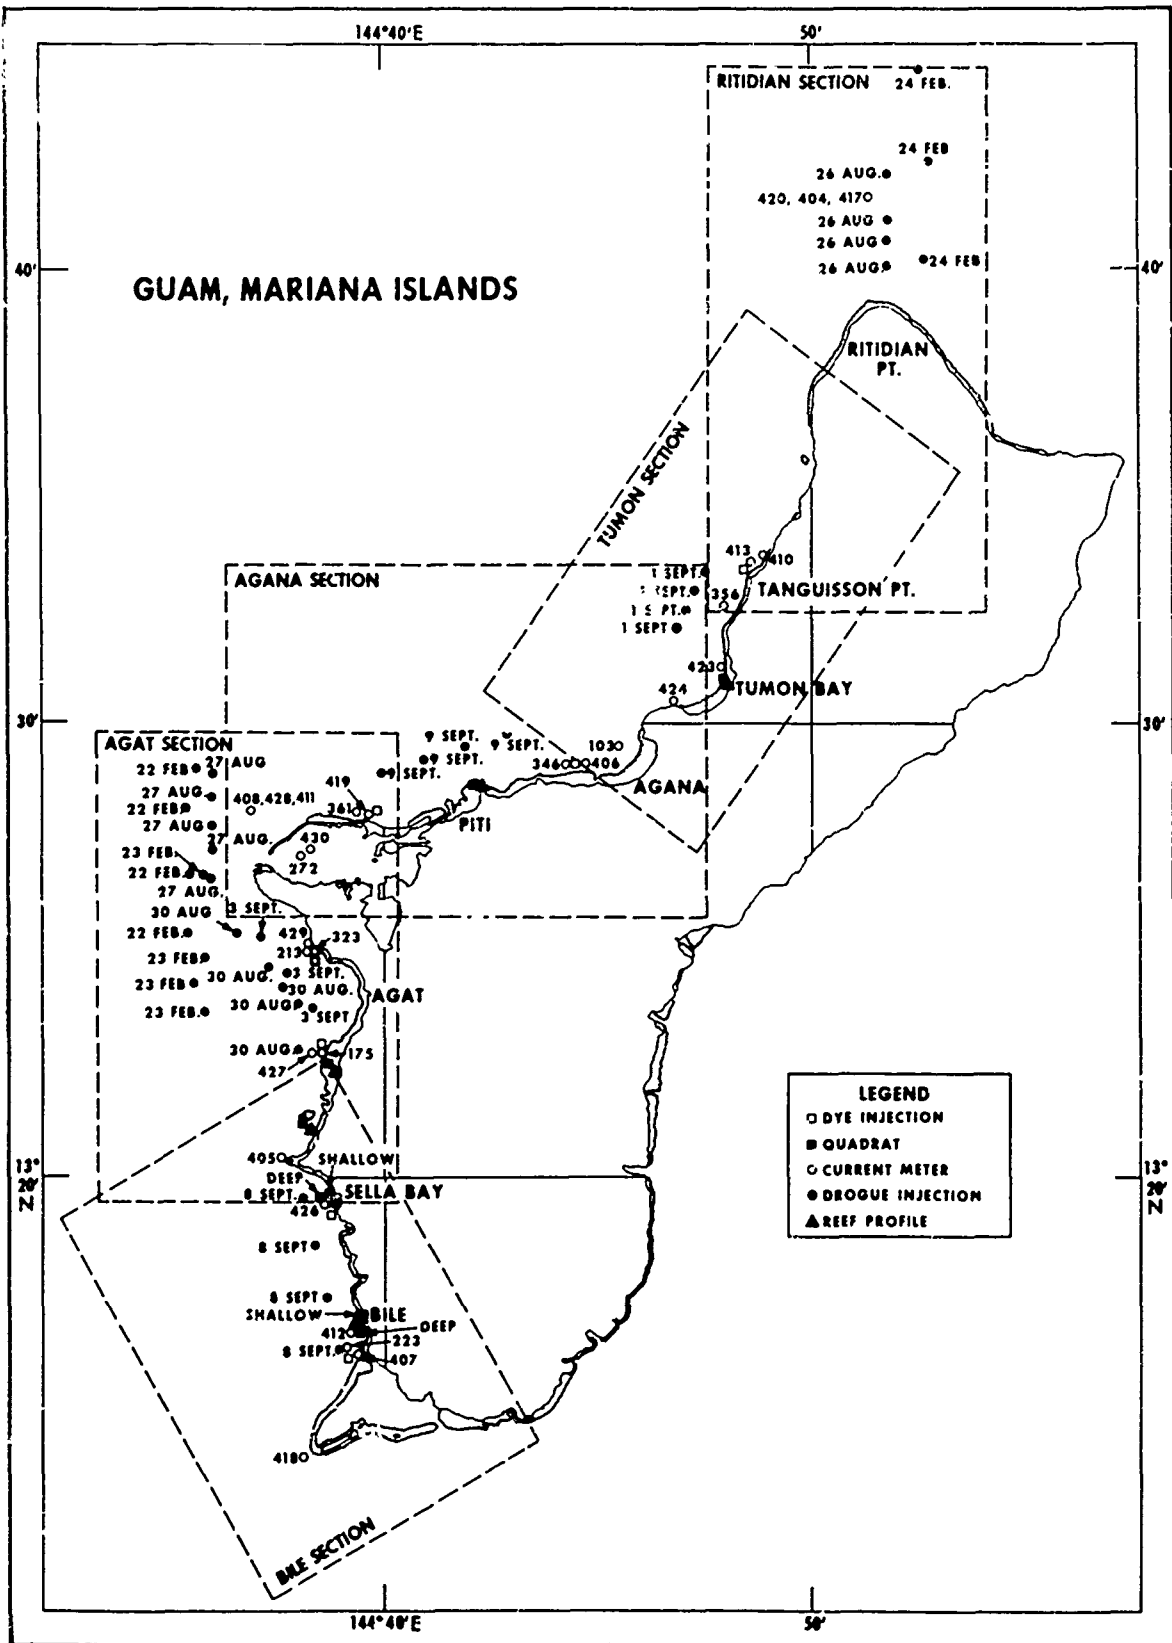 144°40'E
50'
RITIDIAN SECTION
24 FEB.
24 FEB
26 AUG.
420, 404, 417
26 AUG
26 AUG
26 AUG
24 FEB
40'
40'
GUAM, MARIANA ISLANDS
RITIDIAN
PT.
TUMON SECTION
413
410
AGANA SECTION
1 SEPT.
TANGUISSON PT.
356
1 SEPT
423
TUMON BAY
424
30'
30'
AGAT SECTION
9 SEPT.
9 SEPT.
103
27 AUG
22 FEB
9 SEPT.
9 SEPT.
346
406
27 AUG.
419
AGANA
408, 428, 411
22 FEB
361
27 AUG
PITI
27 AUG.
430
23 FEB.
272
22 FEB.
27 AUG.
30 AUG
3 SEPT.
22 FEB.
429
323
213
23 FEB.
30 AUG.
3 SEPT.
23 FEB
30 AUG.
AGAT
30 AUG
23 FEB.
3 SEPT
30 AUG.
175
427
LEGEND
DYE INJECTION
QUADRAT
CURRENT METER
DROGUE INJECTION
REEF PROFILE
405
SHALLOW
13°
20'
N
13°
20'
N
DEEP
8 SEPT.
SELLA BAY
426
8 SEPT
8 SEPT
SHALLOW
BILE
412
DEEP
223
8 SEPT.
407
418
BILE SECTION
144°40'E
50'